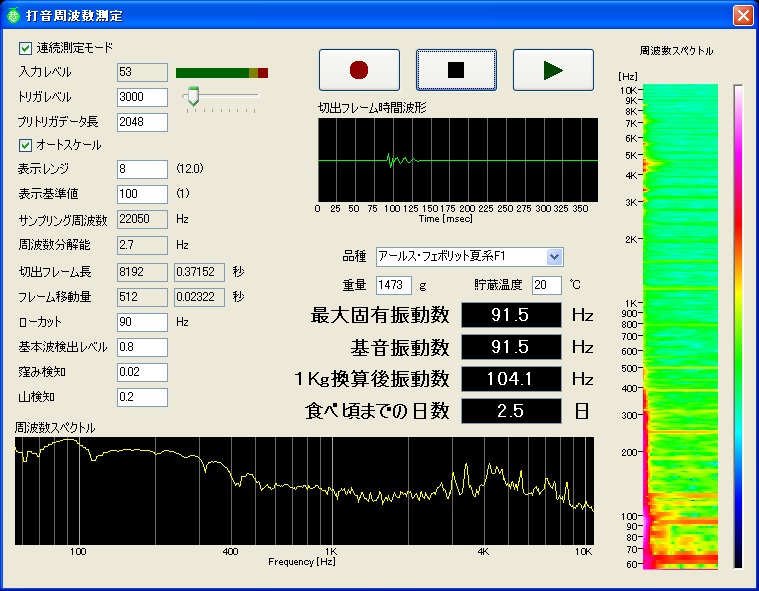 打音周波数測定
連続測定モード
入力レベル 53
トリガレベル 3000
プリトリガデータ長 2048
オートスケール
表示レンジ 8 (12.0)
表示基準値 100 (1)
サンプリング周波数 22050 Hz
周波数分解能 2.7 Hz
切出フレーム長 8192 0.37152 秒
フレーム移動量 512 0.02322 秒
ローカット 90 Hz
基本波検出レベル 0.8
窪み検知 0.02
山検知 0.2
切出フレーム時間波形
0 25 50 75 100 125 150 175 200 225 250 275 300 325 350
Time [msec]
品種 アールス・フェボリット夏系F1
重量 1473 g 貯蔵温度 20 ℃
最大固有振動数 91.5 Hz
基音振動数 91.5 Hz
1Kg換算後振動数 104.1 Hz
食べ頃までの日数 2.5 日
周波数スペクトル
100 400 1K 4K 10K
Frequency [Hz]
周波数スペクトル
[Hz]
10K
9K
8K
7K
6K
5K
4K
3K
2K
1K
900
800
700
600
500
400
300
200
100
90
80
70
60